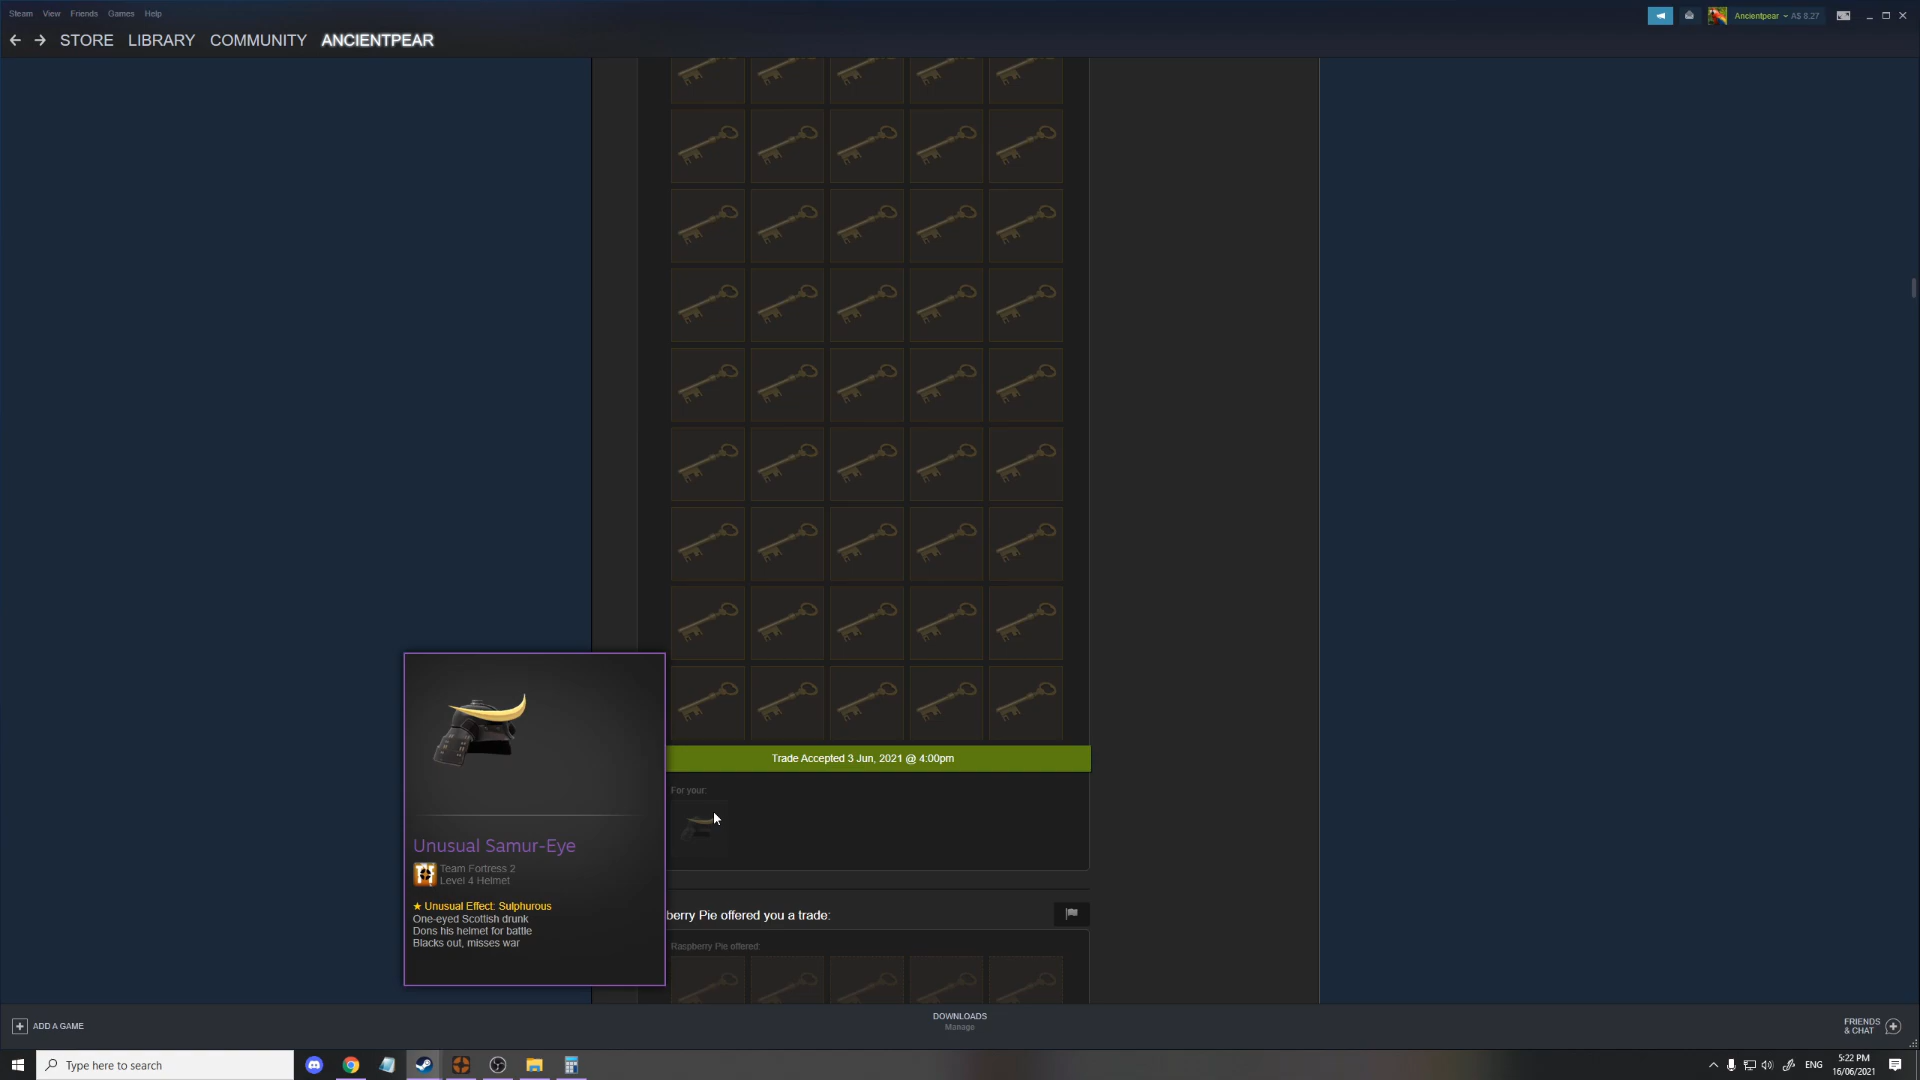 Steam View Friends Games Help
Ancientpear A$ 8.27
STORE LIBRARY COMMUNITY ANCIENTPEAR
Trade Accepted 3 Jun, 2021 @ 4:00pm
For your:
Unusual Samur-Eye
Team Fortress 2
Level 4 Helmet
★ Unusual Effect: Sulphurous
One-eyed Scottish drunk
Dons his helmet for battle
Blacks out, misses war
berry Pie offered you a trade:
Raspberry Pie offered:
ADD A GAME
DOWNLOADS
Manage
FRIENDS
& CHAT
Type here to search
ENG
5:22 PM
16/06/2021